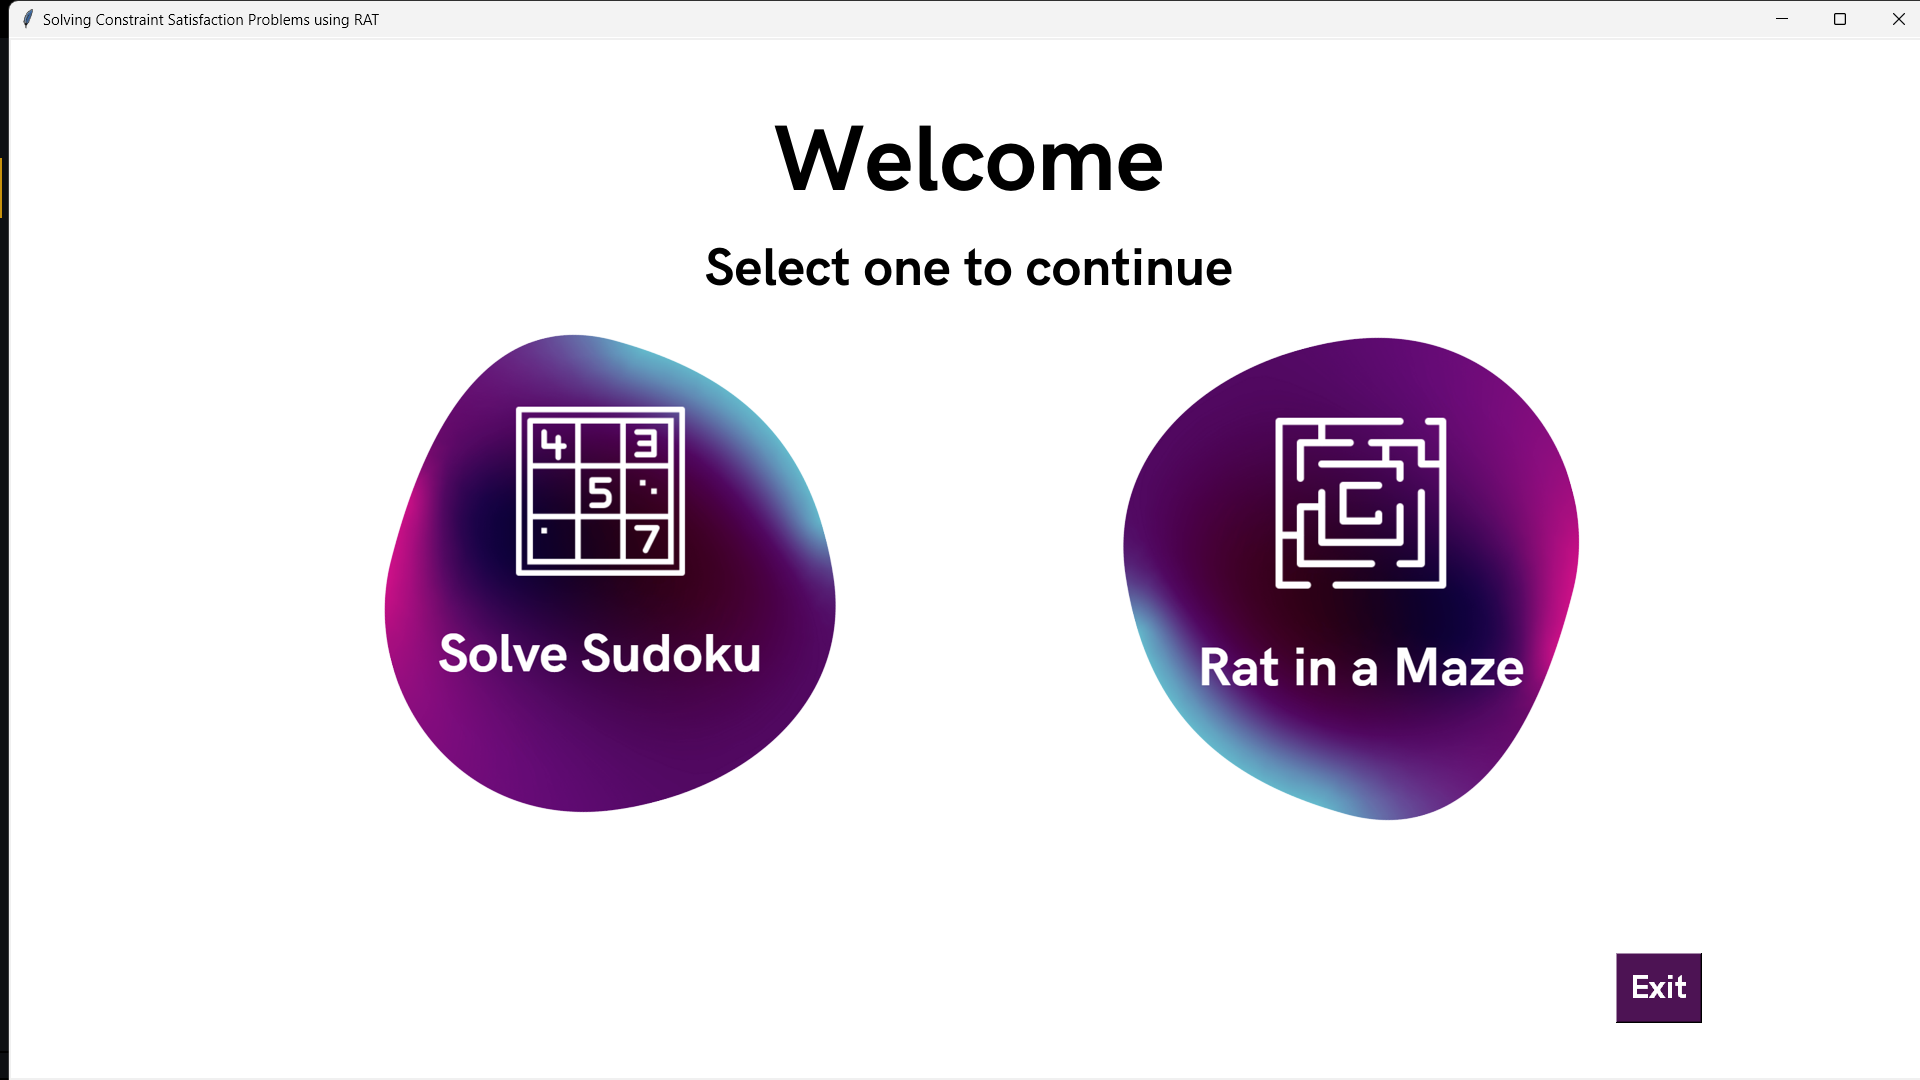 Solving Constraint Satisfaction Problems using RAT
Welcome
Select one to continue
4 3
5
7
Solve Sudoku
Rat in a Maze
Exit